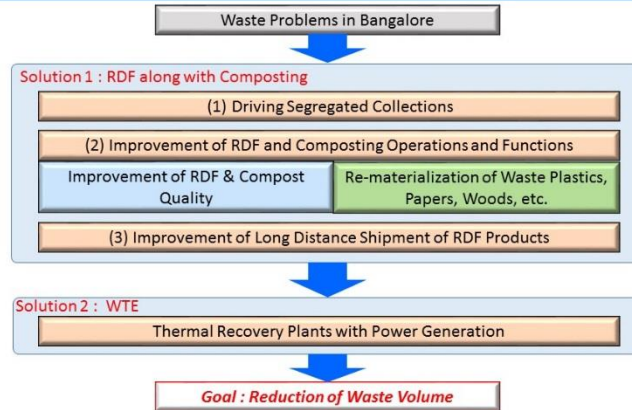 Waste Problems in Bangalore
Solution 1 : RDF along with Composting
(1) Driving Segregated Collections
(2) Improvement of RDF and Composting Operations and Functions
Improvement of RDF & Compost
Quality
Re-materialization of Waste Plastics,
Papers, Woods, etc.
(3) Improvement of Long Distance Shipment of RDF Products
Solution 2 : WTE
Thermal Recovery Plants with Power Generation
Goal : Reduction of Waste Volume